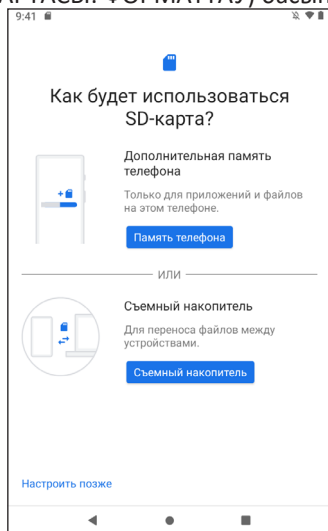 9:41
Как будет использоваться
SD-карта?
Дополнительная память
телефона
Только для приложений и файлов
на этом телефоне.
Память телефона
ИЛИ
Съемный накопитель
Для переноса файлов между
устройствами.
Съемный накопитель
Настроить позже